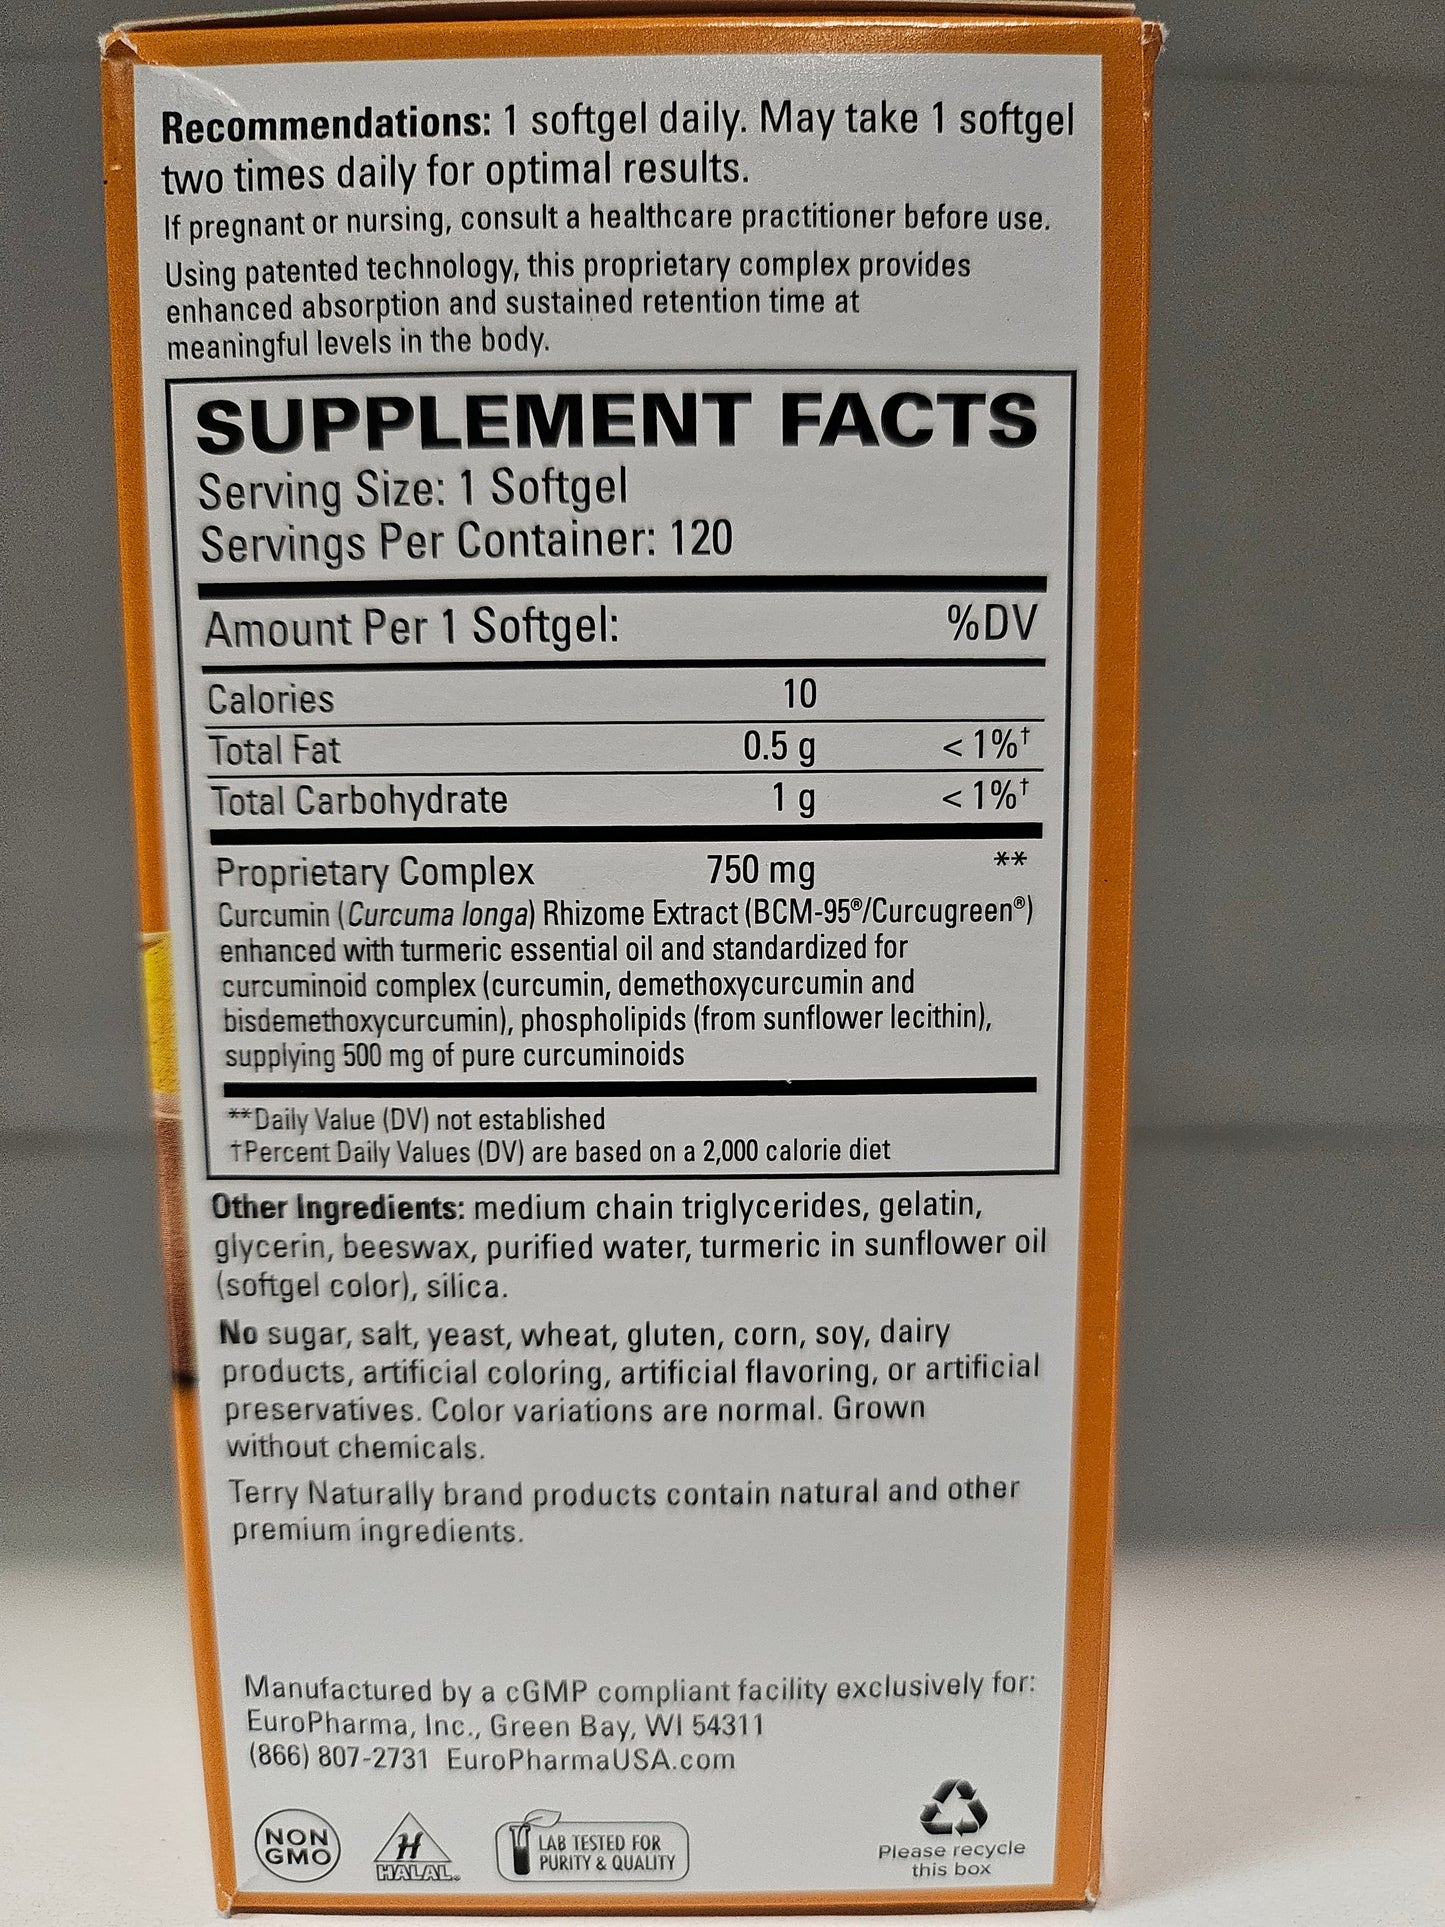 Recommendations: 1 softgel daily. May take 1 softgel
two times daily for optimal results.
If pregnant or nursing, consult a healthcare practitioner before use.
Using patented technology, this proprietary complex provides
enhanced absorption and sustained retention time at
meaningful levels in the body.
SUPPLEMENT FACTS
Serving Size: 1 Softgel
Servings Per Container: 120
Amount Per 1 Softgel: %DV
Calories 10
Total Fat 0.5 g < 1%†
Total Carbohydrate 1 g < 1%†
Proprietary Complex 750 mg **
Curcumin (Curcuma longa) Rhizome Extract (BCM-95®/Curcugreen®)
enhanced with turmeric essential oil and standardized for
curcuminoid complex (curcumin, demethoxycurcumin and
bisdemethoxycurcumin), phospholipids (from sunflower lecithin),
supplying 500 mg of pure curcuminoids
**Daily Value (DV) not established
†Percent Daily Values (DV) are based on a 2,000 calorie diet
Other Ingredients: medium chain triglycerides, gelatin,
glycerin, beeswax, purified water, turmeric in sunflower oil
(softgel color), silica.
No sugar, salt, yeast, wheat, gluten, corn, soy, dairy
products, artificial coloring, artificial flavoring, or artificial
preservatives. Color variations are normal. Grown
without chemicals.
Terry Naturally brand products contain natural and other
premium ingredients.
Manufactured by a cGMP compliant facility exclusively for:
EuroPharma, Inc., Green Bay, WI 54311
(866) 807-2731 EuroPharmaUSA.com
NON
GMO
H
HALAL
LAB TESTED FOR
PURITY & QUALITY
Please recycle
this box